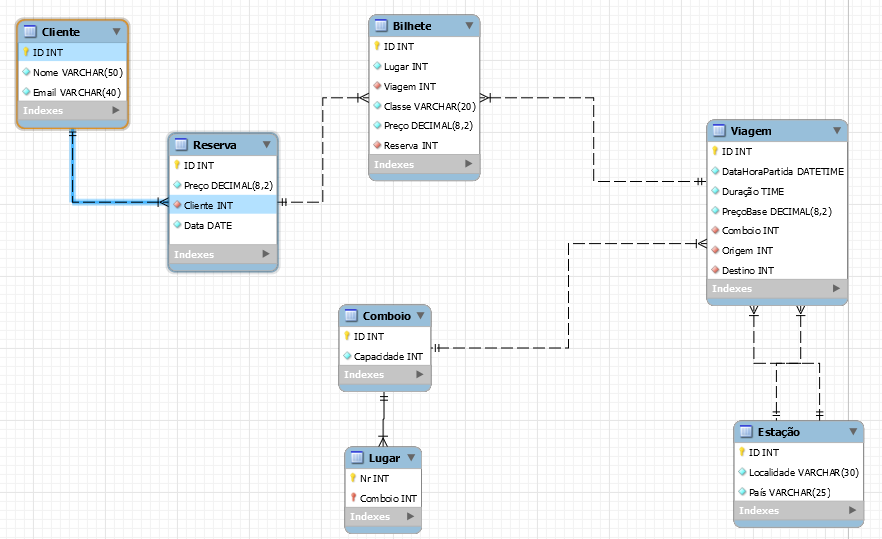 Cliente
ID INT
Nome VARCHAR(50)
Email VARCHAR(40)
Indexes
Reserva
ID INT
Preço DECIMAL(8,2)
Cliente INT
Data DATE
Indexes
Bilhete
ID INT
Lugar INT
Viagem INT
Classe VARCHAR(20)
Preço DECIMAL(8,2)
Reserva INT
Indexes
Viagem
ID INT
DataHoraPartida DATETIME
Duração TIME
PreçoBase DECIMAL(8,2)
Comboio INT
Origem INT
Destino INT
Indexes
Comboio
ID INT
Capacidade INT
Indexes
Lugar
Nr INT
Comboio INT
Indexes
Estação
ID INT
Localidade VARCHAR(30)
País VARCHAR(25)
Indexes